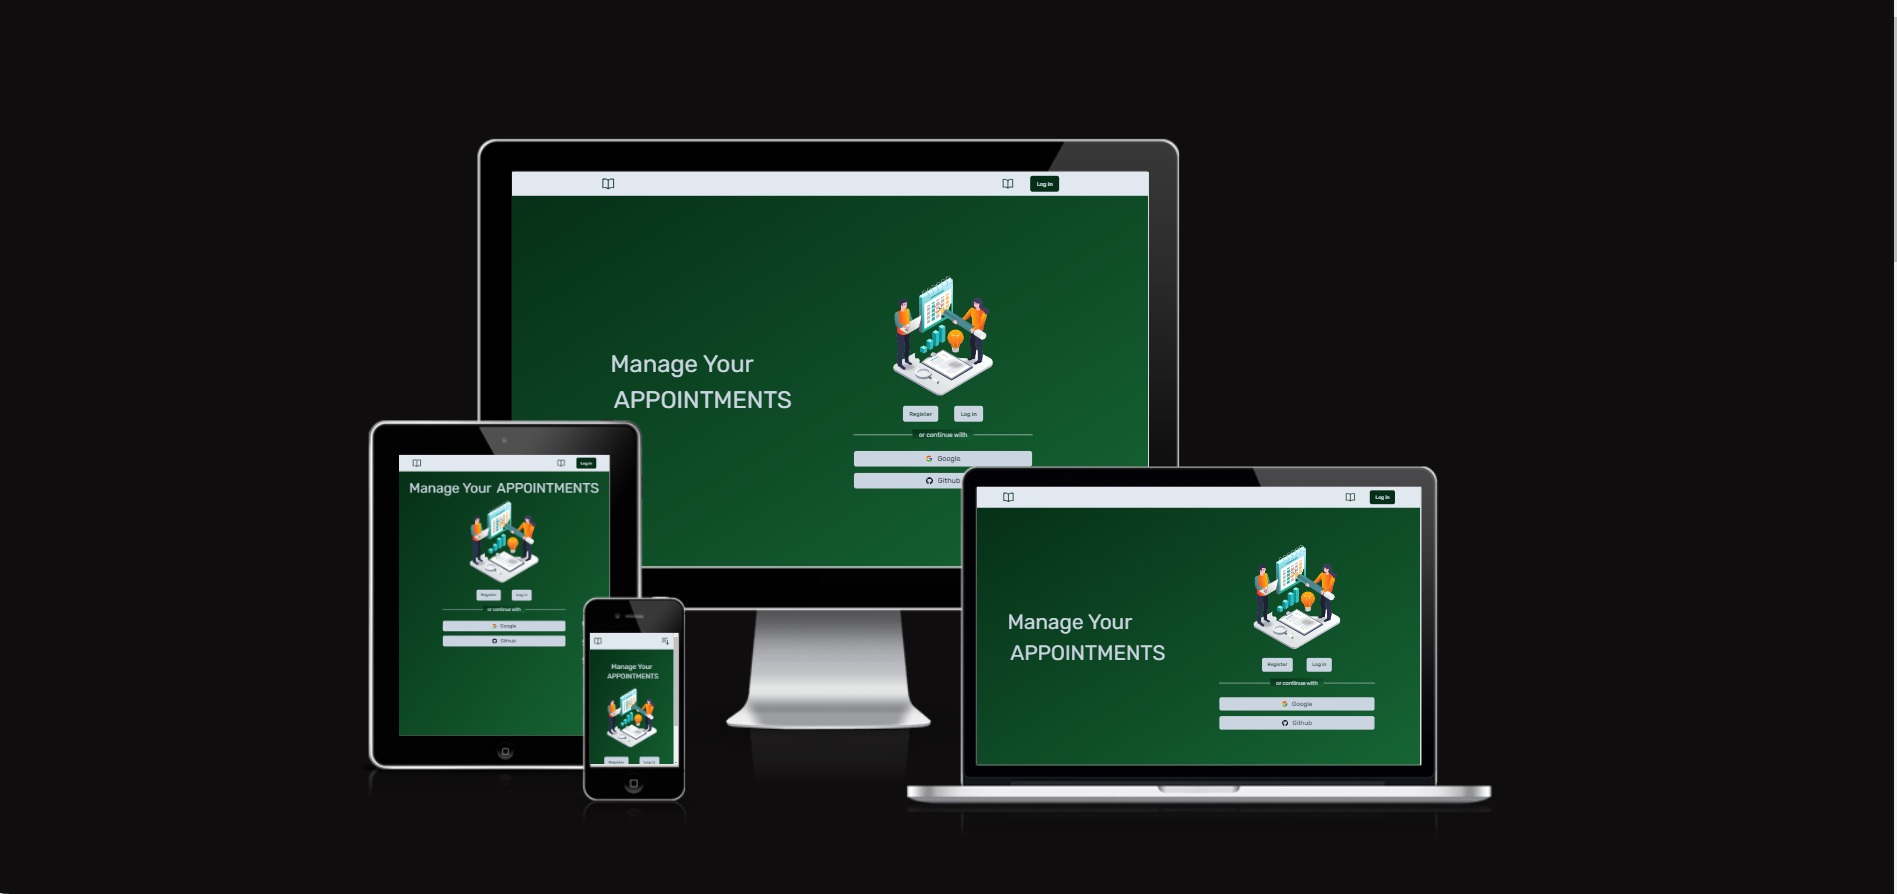 Log in
Manage Your
APPOINTMENTS
Register
Log in
or continue with
Google
Github
Log in
Manage Your APPOINTMENTS
Register
Log in
or continue with
Google
Github
Manage Your
APPOINTMENTS
Register
Log in
Log in
Manage Your
APPOINTMENTS
Register
Log in
or continue with
Google
Github